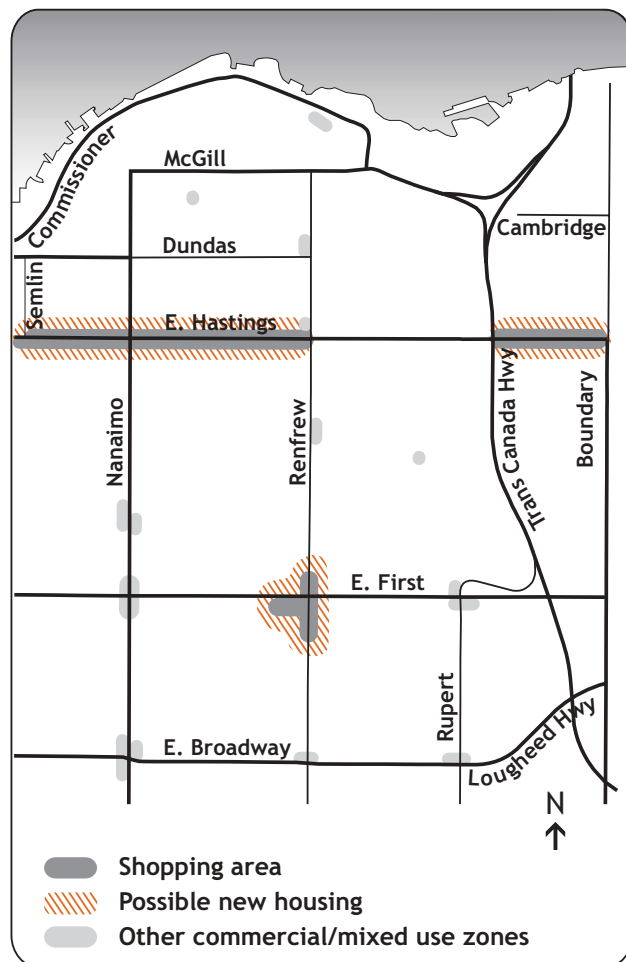 Commissioner
McGill
Cambridge
Dundas
Semlin
E. Hastings
Nanaimo
Renfrew
Trans Canada Hwy
Boundary
E. First
Rupert
E. Broadway
Lougheed Hwy
N
Shopping area
Possible new housing
Other commercial/mixed use zones